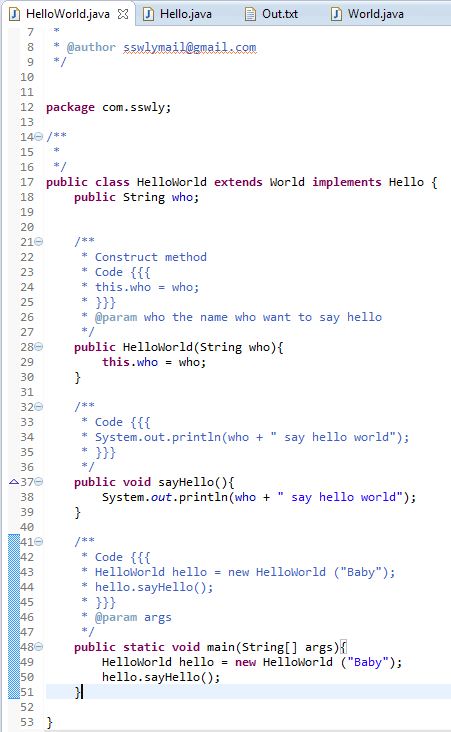 HelloWorld.java Hello.java Out.txt World.java
7 *
8 * @author sswlymail@gmail.com
9 */
10
11
12 package com.sswly;
13
14 /**
15 *
16 */
17 public class HelloWorld extends World implements Hello {
18 public String who;
19
20
21 /**
22 * Construct method
23 * Code {{{
24 * this.who = who;
25 * }}}
26 * @param who the name who want to say hello
27 */
28 public HelloWorld(String who){
29 this.who = who;
30 }
31
32 /**
33 * Code {{{
34 * System.out.println(who + " say hello world");
35 * }}}
36 */
37 public void sayHello(){
38 System.out.println(who + " say hello world");
39 }
40
41 /**
42 * Code {{{
43 * HelloWorld hello = new HelloWorld ("Baby");
44 * hello.sayHello();
45 * }}}
46 * @param args
47 */
48 public static void main(String[] args){
49 HelloWorld hello = new HelloWorld ("Baby");
50 hello.sayHello();
51 }
52
53 }